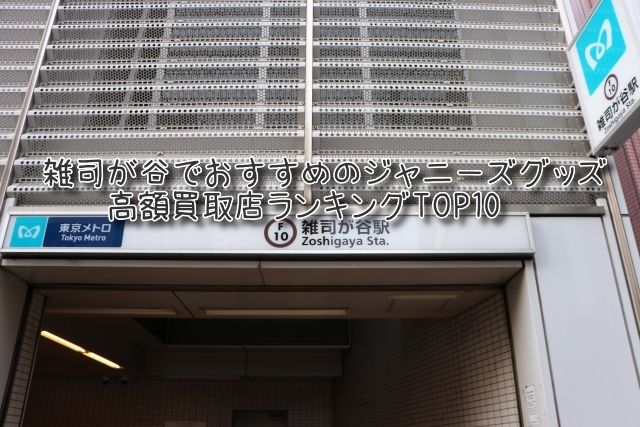 F
10
雑司が谷駅
雑司が谷でおすすめのジャニーズグッズ
高額買取店ランキングTOP10
東京メトロ
Tokyo Metro
F
10
雑司が谷駅
Zoshigaya Sta.